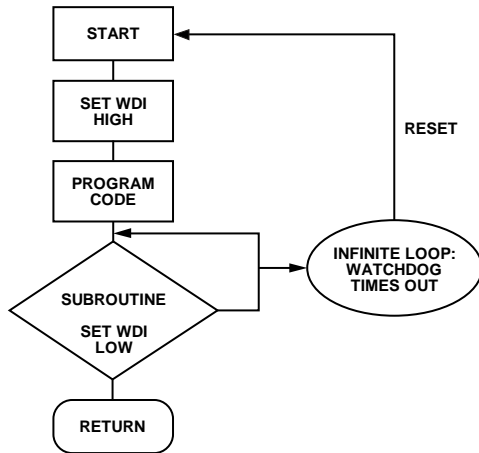 START
SET WDI
HIGH
RESET
PROGRAM
CODE
INFINITE LOOP:
WATCHDOG
TIMES OUT
SUBROUTINE
SET WDI
LOW
RETURN